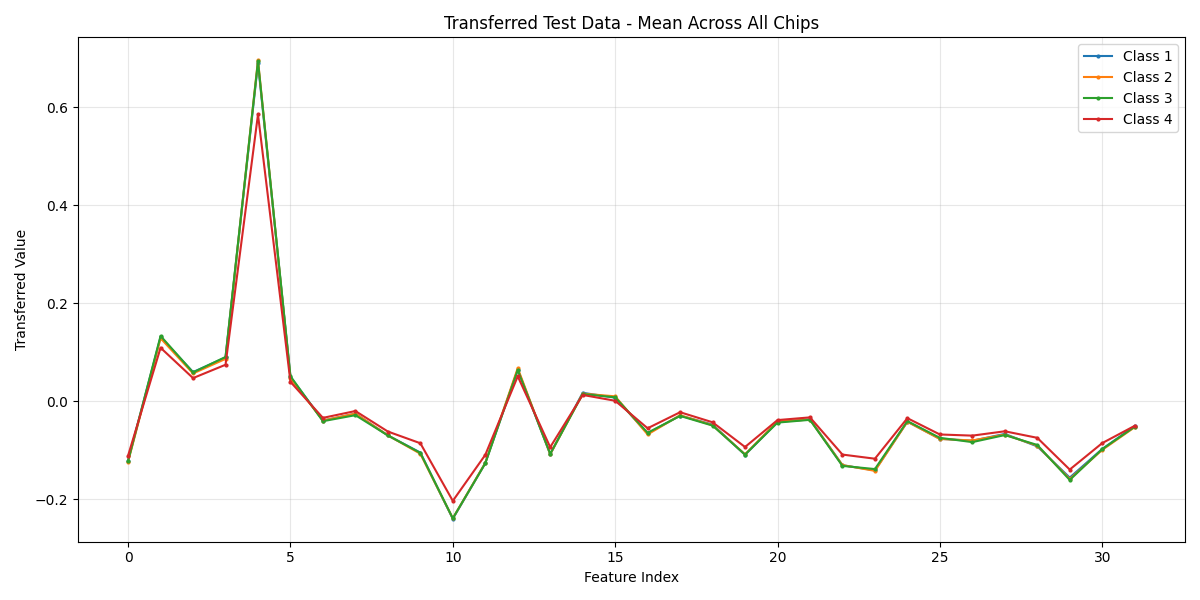 Transferred Test Data - Mean Across All Chips
Class 1
Class 2
Class 3
Class 4
Transferred Value
0.6
0.4
0.2
0.0
−0.2
0
5
10
15
20
25
30
Feature Index